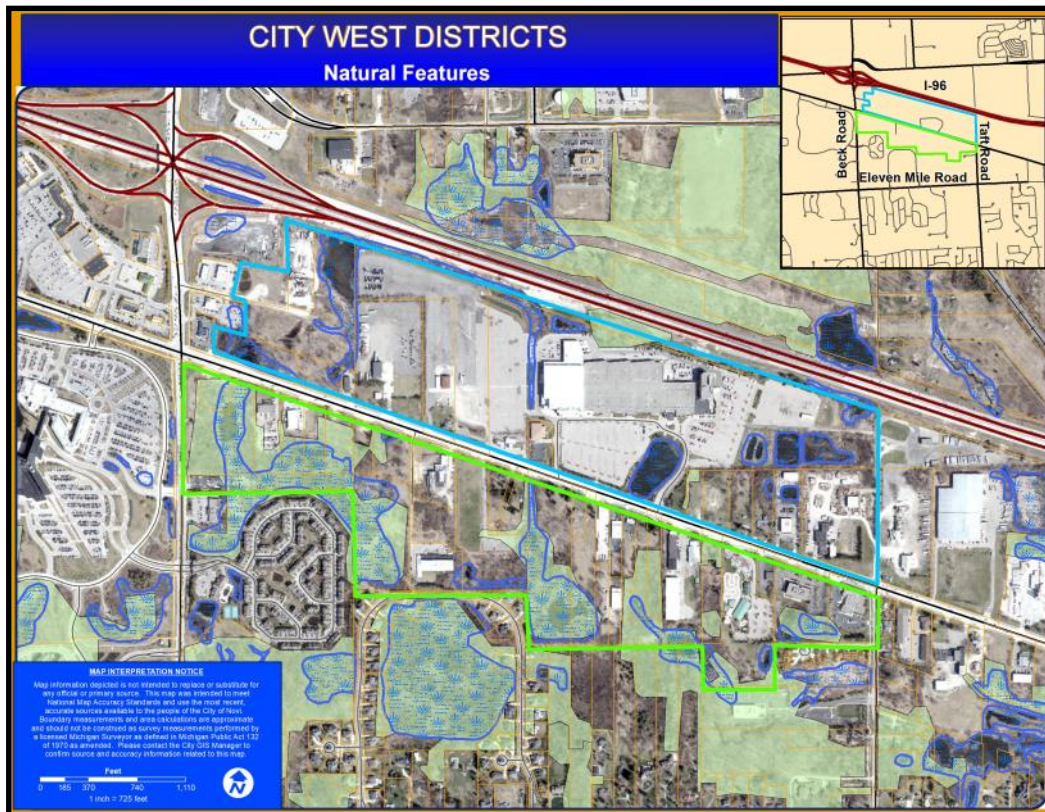 CITY WEST DISTRICTS
Natural Features
I-96
Beck Road
Taft Road
Eleven Mile Road
MAP INTERPRETATION NOTICE
Map information depicted is not intended to replace or substitute for
any official or primary source. This map was intended to meet
National Map Accuracy Standards and use the most recent,
accurate sources available to the people of the City of Novi.
Boundary measurements and area calculations are approximate
and should not be construed as survey measurements performed by
a licensed Michigan Surveyor as defined in Michigan Public Act 132
of 1970 as amended. Please contact the City GIS Manager to
confirm source and accuracy information related to this map.
Feet
0 185 370 740 1,110
1 inch = 725 feet
N